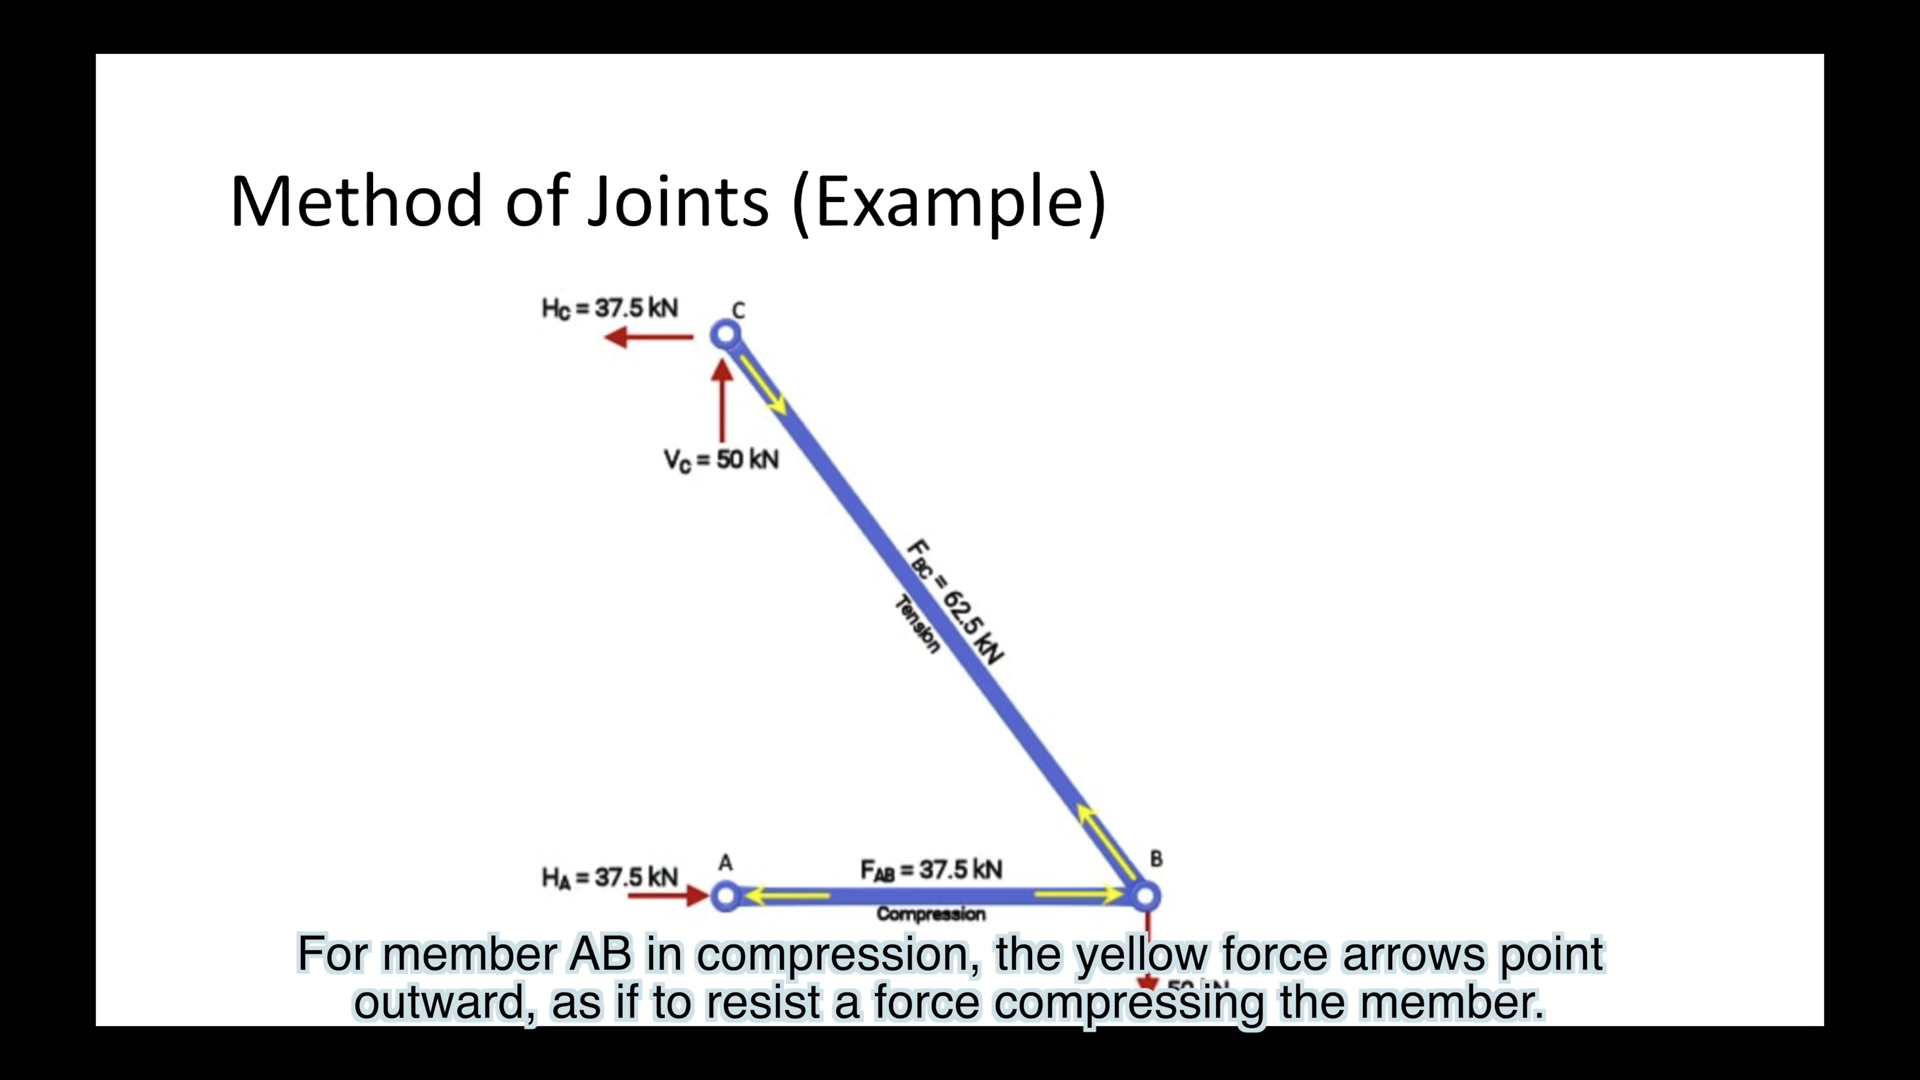 Method of Joints (Example)
HC = 37.5 kN
C
VC = 50 kN
FBC = 62.5 kN
Tension
A
B
HA = 37.5 kN
FAB = 37.5 kN
Compression
50 kN
For member AB in compression, the yellow force arrows point
outward, as if to resist a force compressing the member.